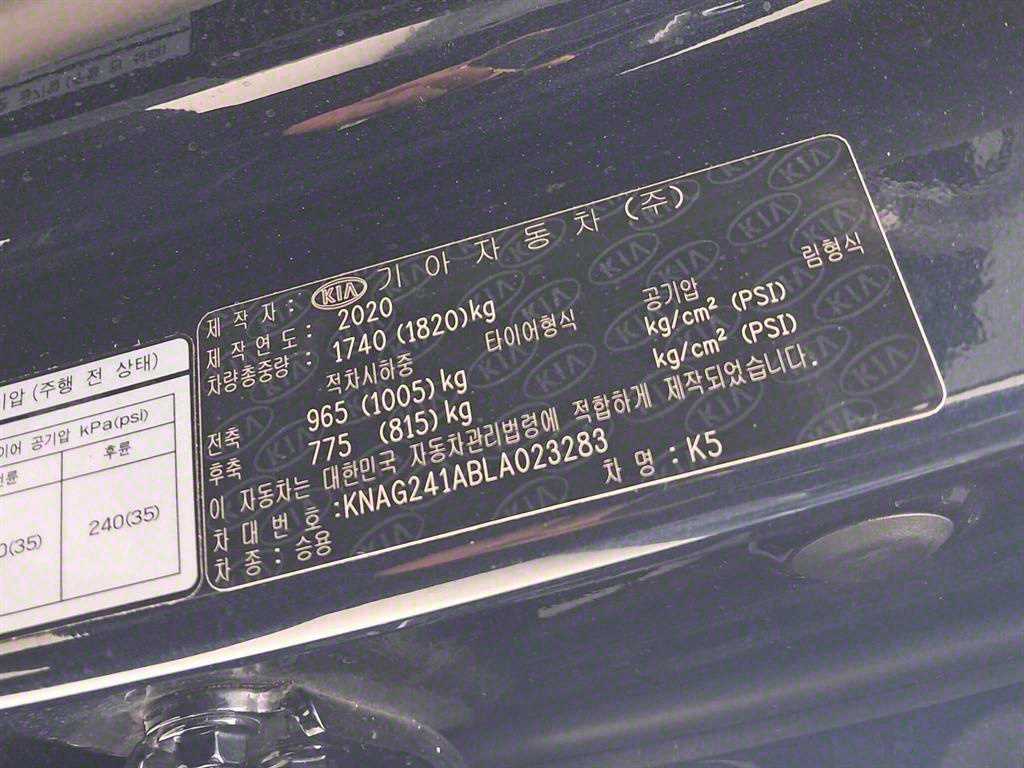 제작자 : KIA 기아자동차 (주)
제작연도 : 2020
차량총중량 : 1740 (1820)kg
적차시하중 타이어형식 공기압 림형식
전축 965 (1005)kg kg/cm² (PSI)
후축 775 (815)kg kg/cm² (PSI)
이 자동차는 대한민국 자동차관리법령에 적합하게 제작되었습니다.
차대번호 :KNAG241ABLA023283
차종 : 승용 차명 : K5
기압 (주행 전 상태)
이어 공기압 kPa(psi)
전륜 후륜
0(35) 240(35)